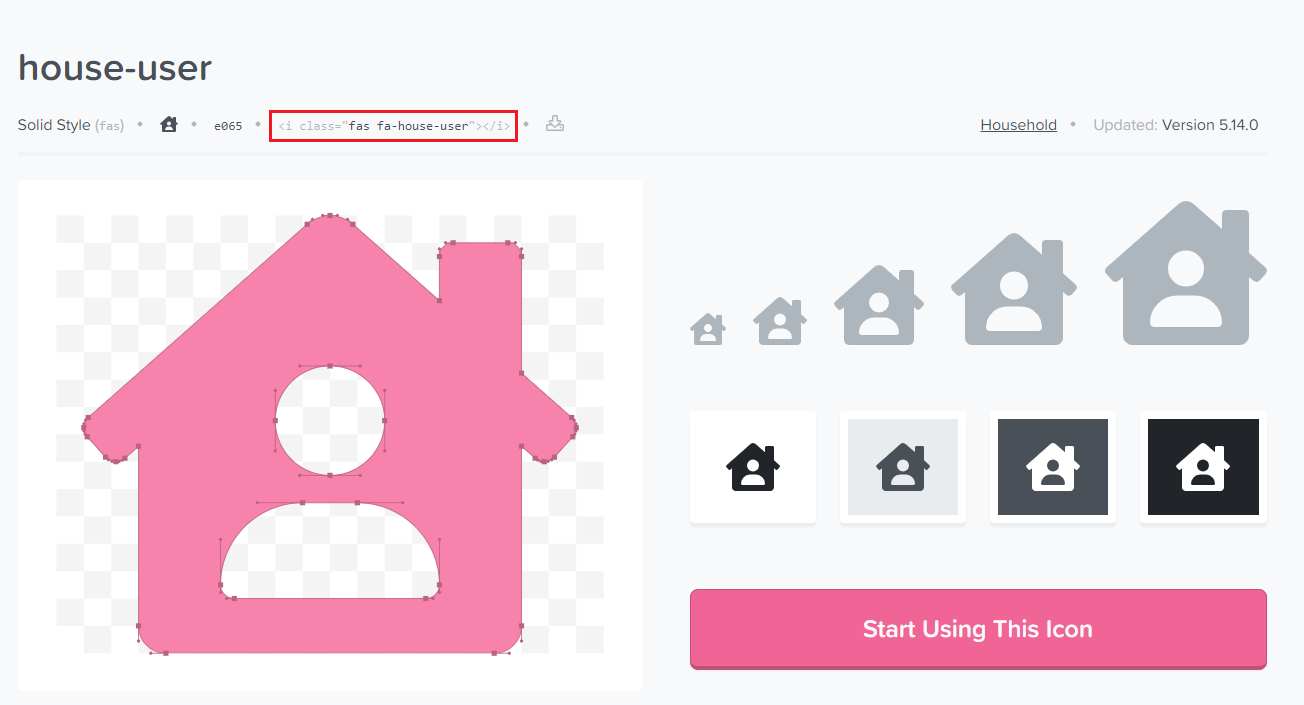 house-user
Solid Style (fas) • • e065 • <i class="fas fa-house-user"></i> • Household • Updated: Version 5.14.0
Start Using This Icon